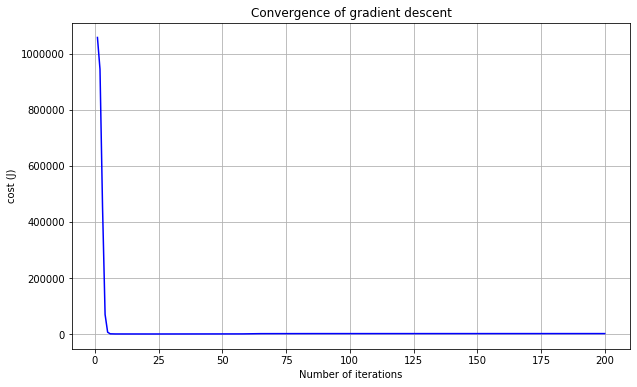 Convergence of gradient descent
1000000
800000
600000
400000
200000
0
cost (J)
0 25 50 75 100 125 150 175 200
Number of iterations